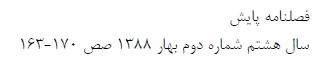 فصلنامه پایش
سال هشتم شماره دوم بهار ۱۳۸۸ صص ۱۷۰-۱۶۳